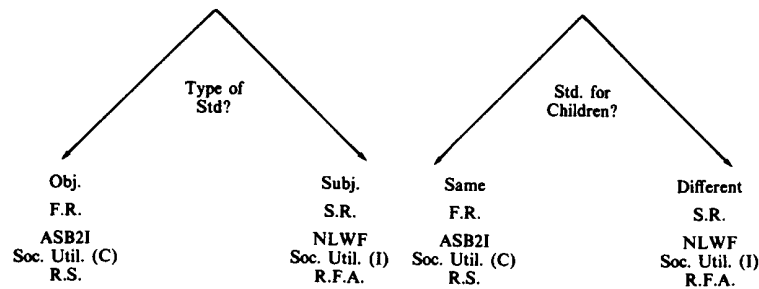 Type of
Std?
Obj.
F.R.
ASB2I
Soc. Util. (C)
R.S.
Subj.
S.R.
NLWF
Soc. Util. (I)
R.F.A.
Std. for
Children?
Same
F.R.
ASB2I
Soc. Util. (C)
R.S.
Different
S.R.
NLWF
Soc. Util. (I)
R.F.A.